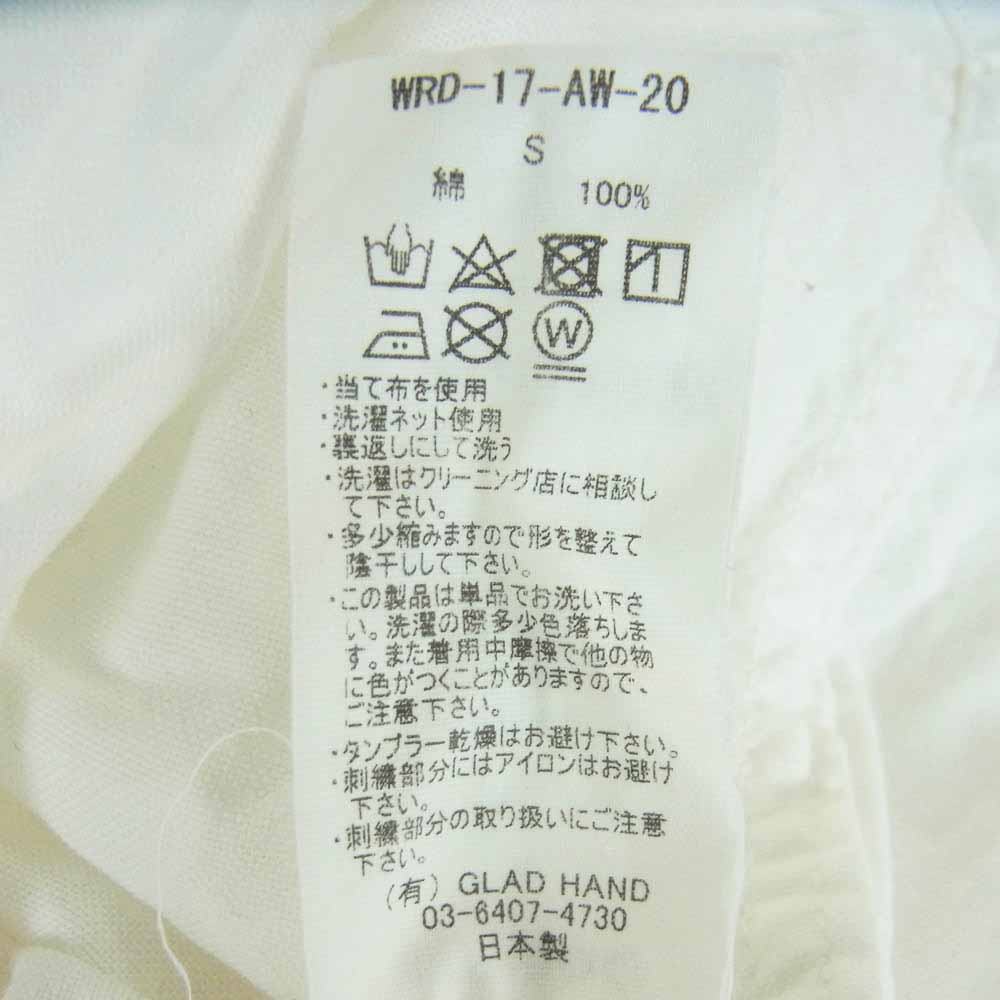 WRD-17-AW-20
S
綿 100%
W
・当て布を使用
・洗濯ネット使用
・裏返しにして洗う
・洗濯はクリーニング店に相談し
て下さい。
・多少縮みますので形を整えて
陰干しして下さい。
・この製品は単品でお洗い下さ
い。洗濯の際多少色落ちしま
す。また着用中摩擦で他の物
に色がつくことがありますので、
ご注意下さい。
・タンブラー乾燥はお避け下さい。
・刺繍部分にはアイロンはお避け
下さい。
・刺繍部分の取り扱いにご注意
下さい。
(有) GLAD HAND
03-6407-4730
日本製